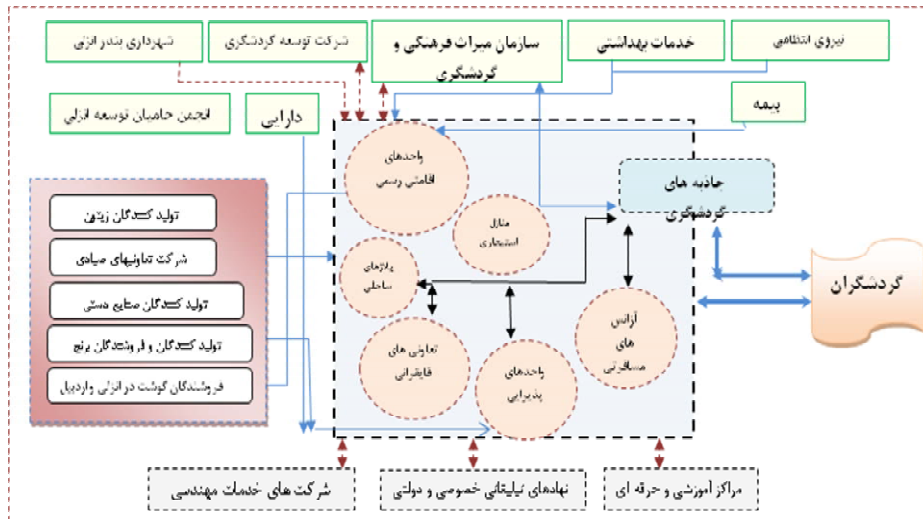 شهرداری بندر انزلی
شرکت توسعه گردشگری
سازمان میراث فرهنگی و
گردشگری
خدمات بهداشتی
نیروی انتظامی
انجمن حامیان توسعه انزلی
دارایی
بیمه
واحدهای
اقامتی رسمی
منازل
استیجاری
جاذبه های
گردشگری
تولید کنندگان زیتون
شرکت تعاونیهای صیادی
تولید کنندگان صنایع دستی
تولید کنندگان و فروشندگان برنج
فروشندگان گوشت در انزلی و اردبیل
پلاژهای
ساحلی
تعاونی های
قایقرانی
واحدهای
پذیرایی
آژانس
های
مسافرتی
گردشگران
شرکت های خدمات مهندسی
نهادهای تبلیغاتی خصوصی و دولتی
مراکز آموزشی و حرفه ای